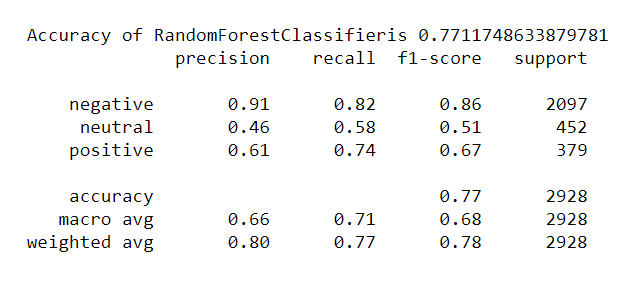 Accuracy of RandomForestClassifieris 0.7711748633879781
precision recall f1-score support
negative 0.91 0.82 0.86 2097
neutral 0.46 0.58 0.51 452
positive 0.61 0.74 0.67 379
accuracy 0.77 2928
macro avg 0.66 0.71 0.68 2928
weighted avg 0.80 0.77 0.78 2928